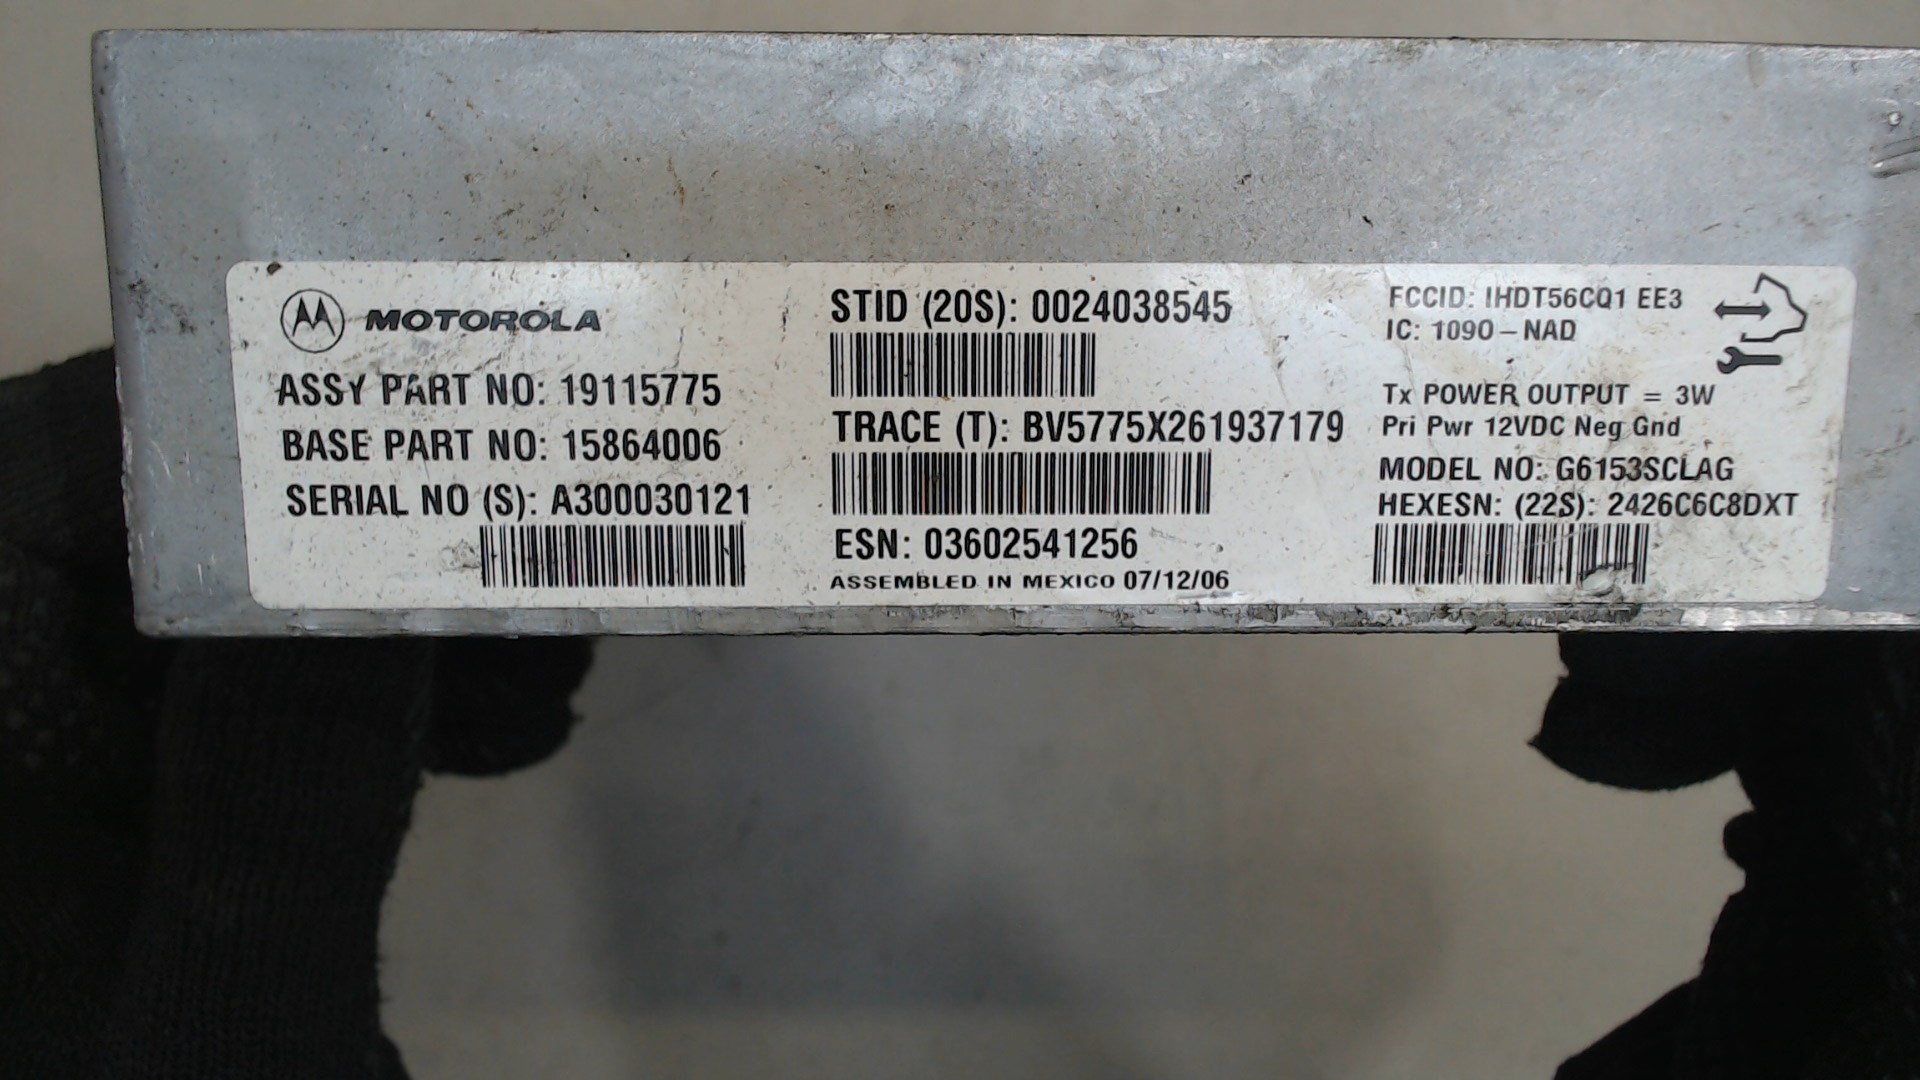 MOTOROLA
ASSY PART NO: 19115775
BASE PART NO: 15864006
SERIAL NO (S): A300030121
STID (20S): 0024038545
TRACE (T): BV5775X261937179
ESN: 03602541256
ASSEMBLED IN MEXICO 07/12/06
FCCID: IHDT56CQ1 EE3
IC: 1090-NAD
Tx POWER OUTPUT = 3W
Pri Pwr 12VDC Neg Gnd
MODEL NO: G6153SCLAG
HEXESN: (22S): 2426C6C8DXT